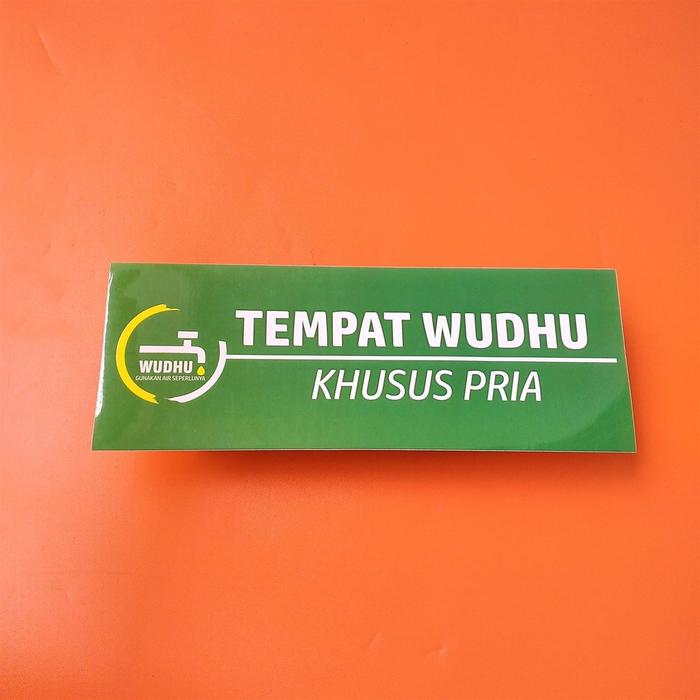 TEMPAT WUDHU
KHUSUS PRIA
WUDHU
GUNAKAN AIR SEPERLUNYA